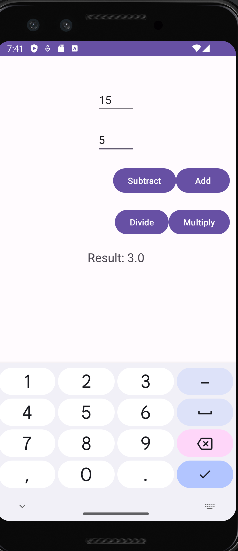 7:41
15
5
Subtract Add
Divide Multiply
Result: 3.0
1 2 3 –
4 5 6
7 8 9
, 0 .